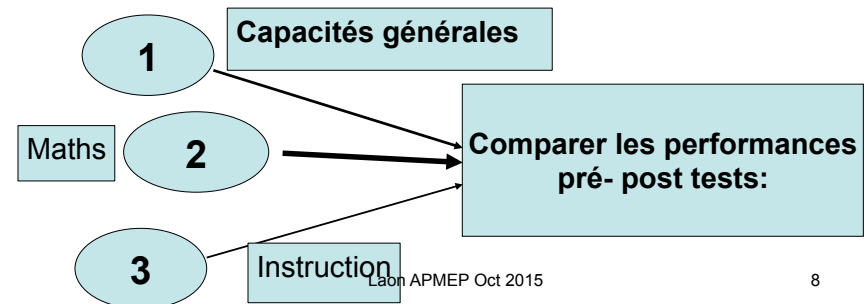 1
Capacités générales
Maths
2
Comparer les performances
pré- post tests:
3
Instruction
Laon APMEP Oct 2015
8